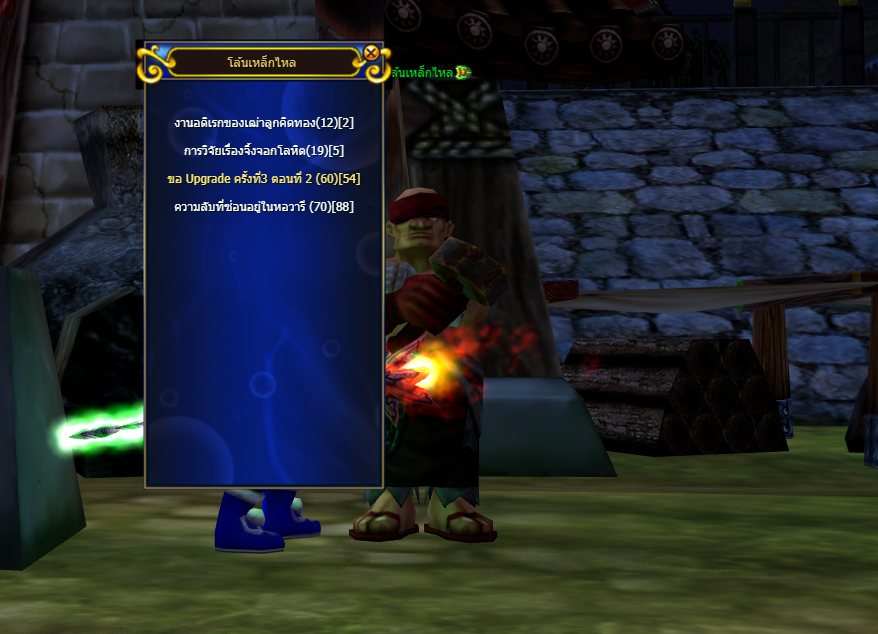 โล้นเหล็กไหล
ล้นเหล็กไหล
งานอดิเรกของเฒ่าลูกคิดทอง(12)[2]
การวิจัยเรื่องจิ้งจอกโลหิต(19)[5]
ขอ Upgrade ครั้งที่3 ตอนที่ 2 (60)[54]
ความลับที่ซ่อนอยู่ในหอวารี (70)[88]